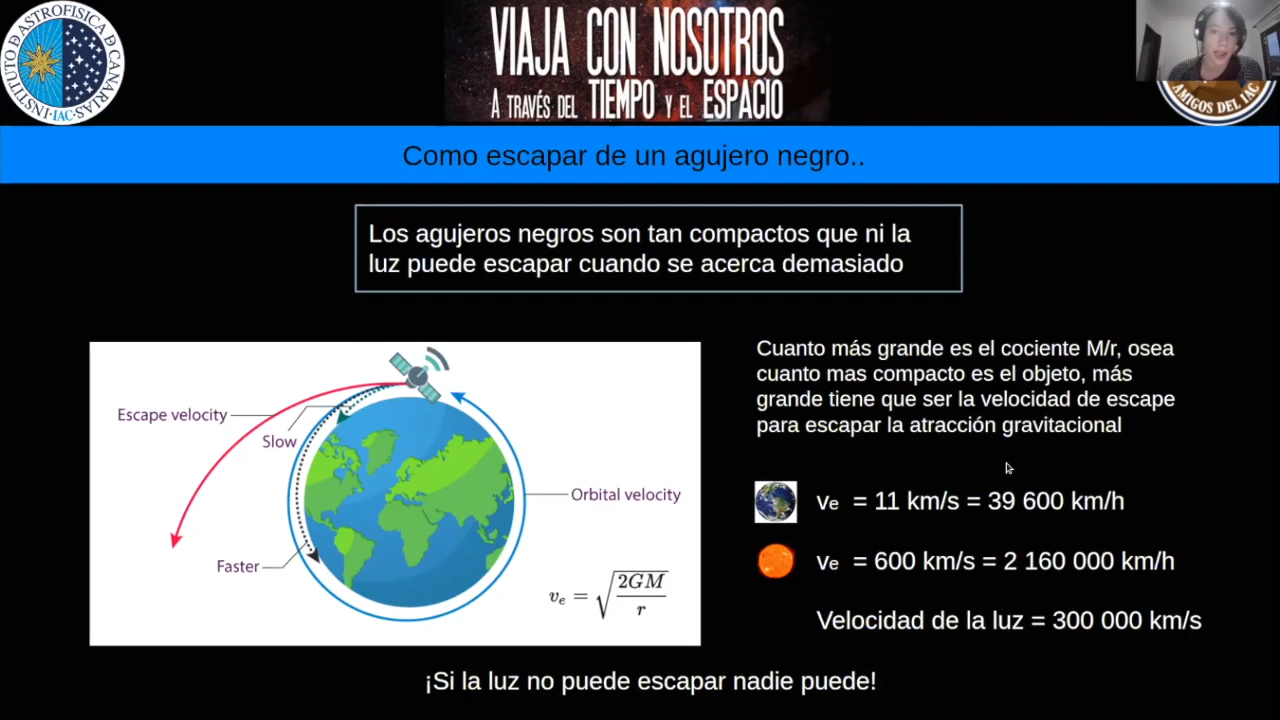 INSTITUTO DE ASTROFISICA DE CANARIAS
·IAC·
VIAJA CON NOSOTROS
A TRAVÉS DEL TIEMPO Y EL ESPACIO
AMIGOS DEL IAC
Como escapar de un agujero negro..
Los agujeros negros son tan compactos que ni la
luz puede escapar cuando se acerca demasiado
Escape velocity
Slow
Orbital velocity
Faster
v_e = √(2GM/r)
Cuanto más grande es el cociente M/r, osea
cuanto mas compacto es el objeto, más
grande tiene que ser la velocidad de escape
para escapar la atracción gravitacional
ve = 11 km/s = 39 600 km/h
ve = 600 km/s = 2 160 000 km/h
Velocidad de la luz = 300 000 km/s
¡Si la luz no puede escapar nadie puede!